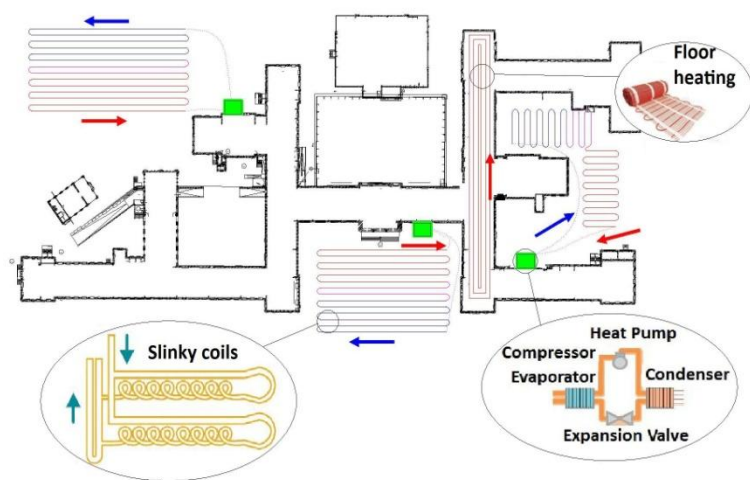 Floor
heating
Slinky coils
Heat Pump
Compressor
Evaporator
Condenser
Expansion Valve